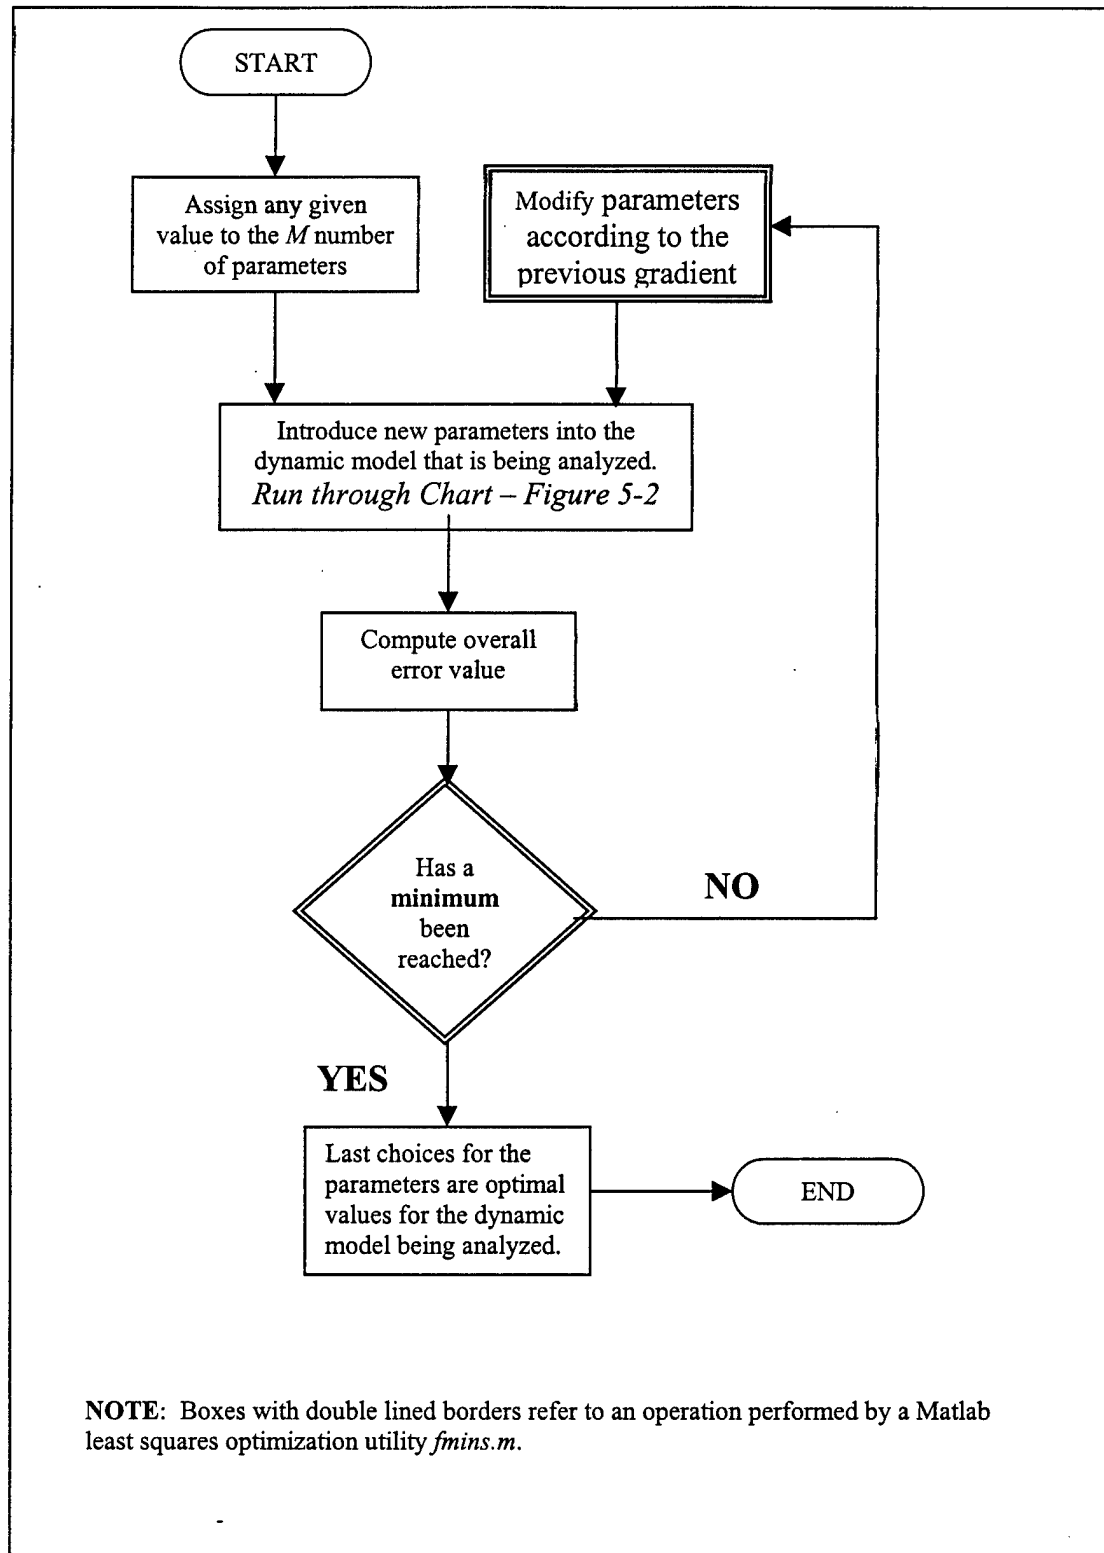 START
Assign any given
value to the M number
of parameters
Modify parameters
according to the
previous gradient
Introduce new parameters into the
dynamic model that is being analyzed.
Run through Chart – Figure 5-2
Compute overall
error value
Has a
minimum
been
reached?
NO
YES
Last choices for the
parameters are optimal
values for the dynamic
model being analyzed.
END
NOTE: Boxes with double lined borders refer to an operation performed by a Matlab
least squares optimization utility fmins.m.